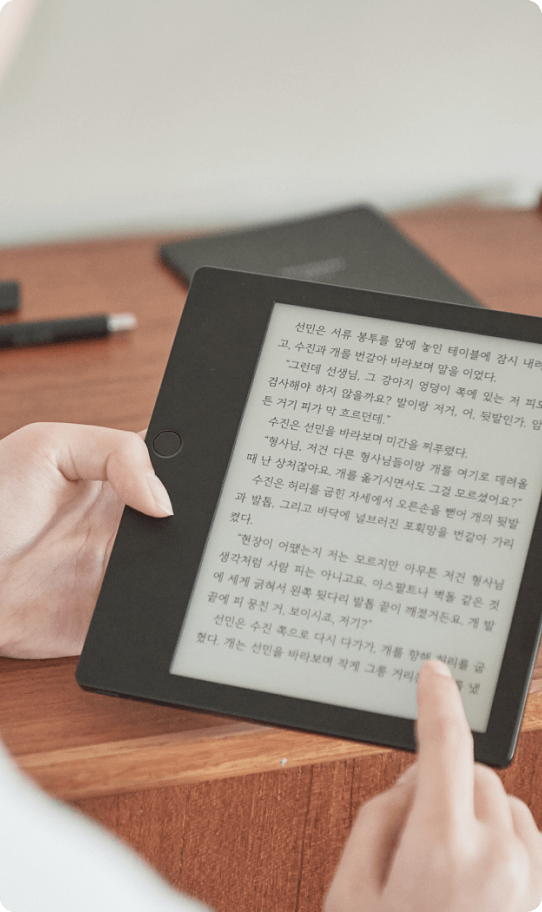 선민은 서류 봉투를 앞에 놓인 테이블에 잠시 내려
고, 수진과 개를 번갈아 바라보며 말을 이었다.
“그런데 선생님, 그 강아지 엉덩이 쪽에 있는 저 피도
검사해야 하지 않을까요? 발이랑 저거, 어, 뒷발인가. 암
튼 거기 피가 막 흐르던데.”
수진은 선민을 바라보며 미간을 찌푸렸다.
“형사님, 저건 다른 형사님들이랑 개를 여기로 데려올
때 난 상처잖아요. 개를 옮기시면서도 그걸 모르셨어요?”
수진은 허리를 굽힌 자세에서 오른손을 뻗어 개의 뒷발
과 발톱, 그리고 바닥에 널브러진 포획망을 번갈아 가리
켰다.
“현장이 어땠는지 저는 모르지만 아무튼 저건 형사님
생각처럼 사람 피는 아니고요. 아스팔트나 벽돌 같은 것
에 세게 긁혀서 왼쪽 뒷다리 발톱 끝이 깨졌거든요. 개 발
끝에 피 뭉친 거, 보이시죠, 저기?”
선민은 수진 쪽으로 다시 다가가, 개를 향해 허리를 굽
혔다. 개는 선민을 바라보며 작게 그릉 거리 냈